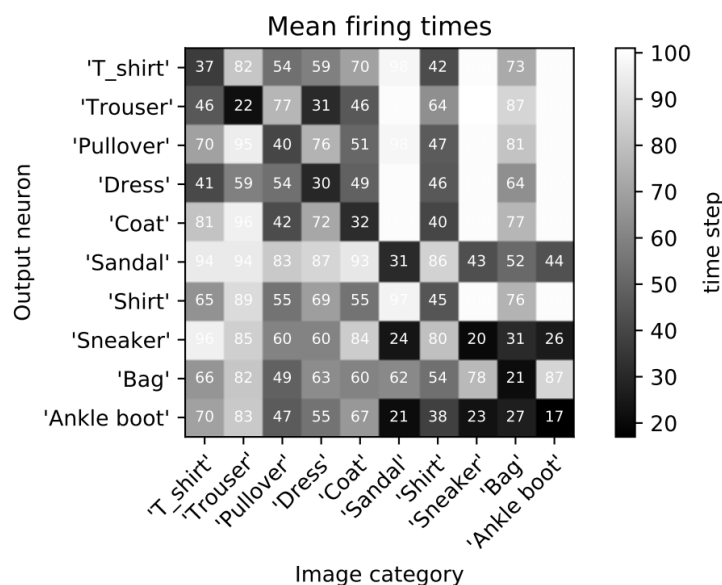 Mean firing times
'T_shirt' 37 82 54 59 70 98 42 73
'Trouser' 46 22 77 31 46 64 87
'Pullover' 70 95 40 76 51 98 47 81
'Dress' 41 59 54 30 49 46 64
'Coat' 81 96 42 72 32 40 77
'Sandal' 94 94 83 87 93 31 86 43 52 44
'Shirt' 65 89 55 69 55 97 45 76
'Sneaker' 96 85 60 60 84 24 80 20 31 26
'Bag' 66 82 49 63 60 62 54 78 21 87
'Ankle boot' 70 83 47 55 67 21 38 23 27 17
'T_shirt' 'Trouser' 'Pullover' 'Dress' 'Coat' 'Sandal' 'Shirt' 'Sneaker' 'Bag' 'Ankle boot'
Image category
Output neuron
100
90
80
70
60
50
40
30
20
time step